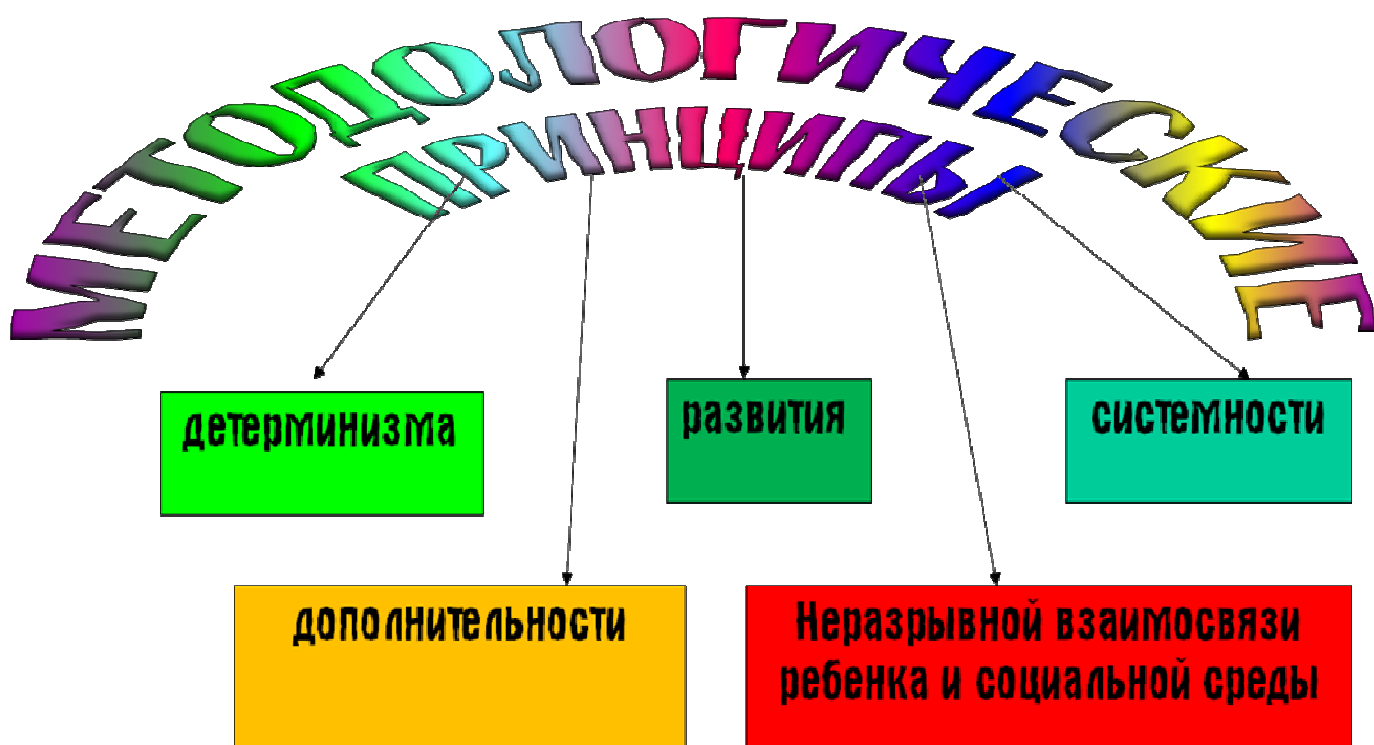 МЕТОДОЛОГИЧЕСКИЕ
ПРИНЦИПЫ
детерминизма
развития
системности
дополнительности
Неразрывной взаимосвязи
ребенка и социальной среды